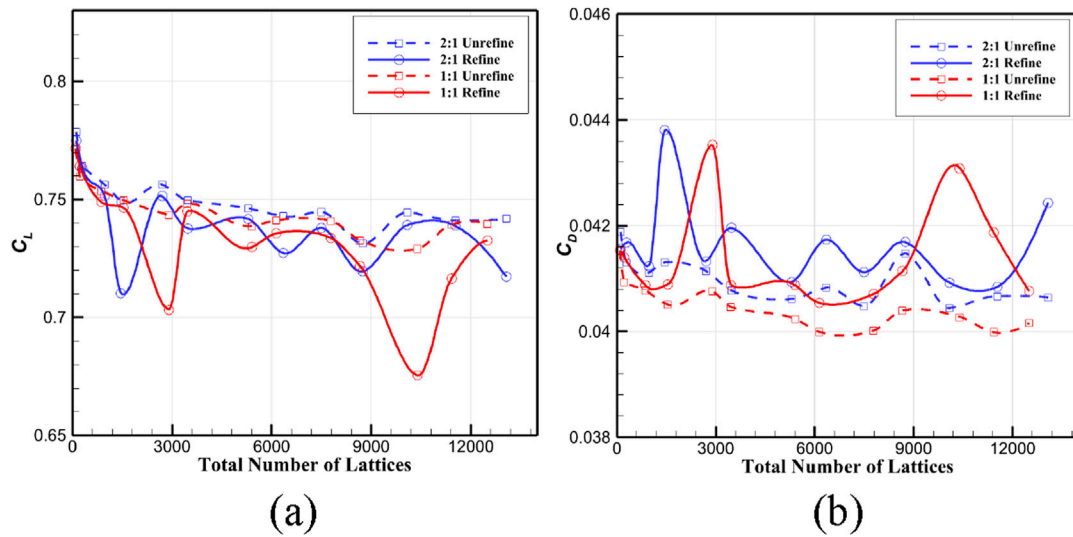 (a)
2:1 Unrefine
2:1 Refine
1:1 Unrefine
1:1 Refine
0.8
0.75
0.7
0.65
C_L
0 3000 6000 9000 12000
Total Number of Lattices
(a)
(b)
2:1 Unrefine
2:1 Refine
1:1 Unrefine
1:1 Refine
0.046
0.044
0.042
0.04
0.038
C_D
0 3000 6000 9000 12000
Total Number of Lattices
(b)